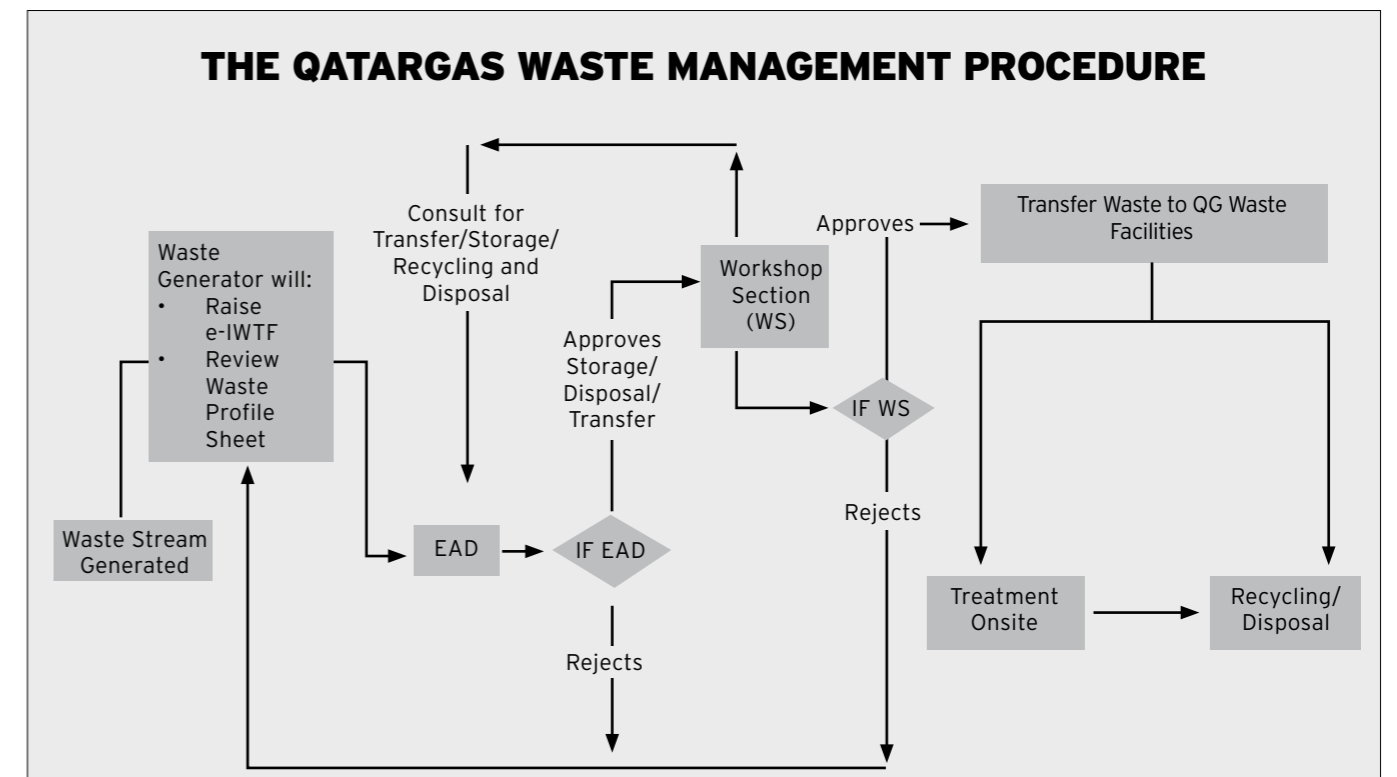 THE QATARGAS WASTE MANAGEMENT PROCEDURE
Waste
Generator will:
• Raise
e-IWTF
• Review
Waste
Profile
Sheet
Waste Stream
Generated
Consult for
Transfer/Storage/
Recycling and
Disposal
EAD
IF EAD
Approves
Storage/
Disposal/
Transfer
Rejects
Workshop
Section
(WS)
IF WS
Approves
Rejects
Transfer Waste to QG Waste
Facilities
Treatment
Onsite
Recycling/
Disposal